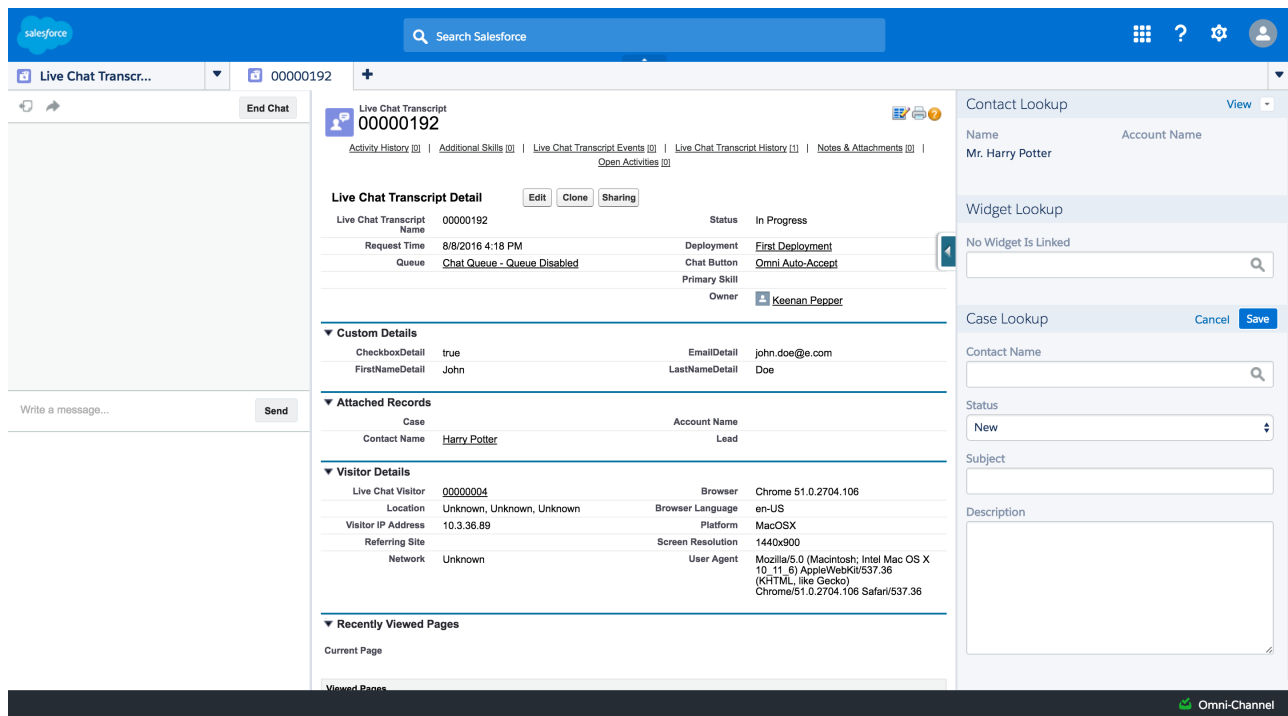 salesforce
Search Salesforce
Live Chat Transcr...
00000192
End Chat
Write a message...
Send
Live Chat Transcript
00000192
Activity History [0] | Additional Skills [0] | Live Chat Transcript Events [0] | Live Chat Transcript History [1] | Notes & Attachments [0] |
Open Activities [0]
Live Chat Transcript Detail Edit Clone Sharing
Live Chat Transcript Name 00000192 Status In Progress
Request Time 8/8/2016 4:18 PM Deployment First Deployment
Queue Chat Queue - Queue Disabled Chat Button Omni Auto-Accept
Primary Skill
Owner Keenan Pepper
Custom Details
CheckboxDetail true EmailDetail john.doe@e.com
FirstNameDetail John LastNameDetail Doe
Attached Records
Case Account Name
Contact Name Harry Potter Lead
Visitor Details
Live Chat Visitor 00000004 Browser Chrome 51.0.2704.106
Location Unknown, Unknown, Unknown Browser Language en-US
Visitor IP Address 10.3.36.89 Platform MacOSX
Referring Site Screen Resolution 1440x900
Network Unknown User Agent Mozilla/5.0 (Macintosh; Intel Mac OS X
10_11_6) AppleWebKit/537.36
(KHTML, like Gecko)
Chrome/51.0.2704.106 Safari/537.36
Recently Viewed Pages
Current Page
Viewed Pages
Contact Lookup View
Name Account Name
Mr. Harry Potter
Widget Lookup
No Widget Is Linked
Case Lookup Cancel Save
Contact Name
Status
New
Subject
Description
Omni-Channel